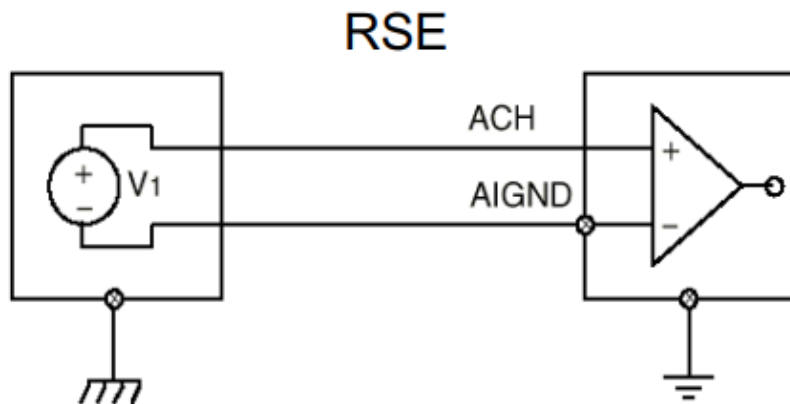 RSE
ACH
+
V1
+
−
AIGND
−